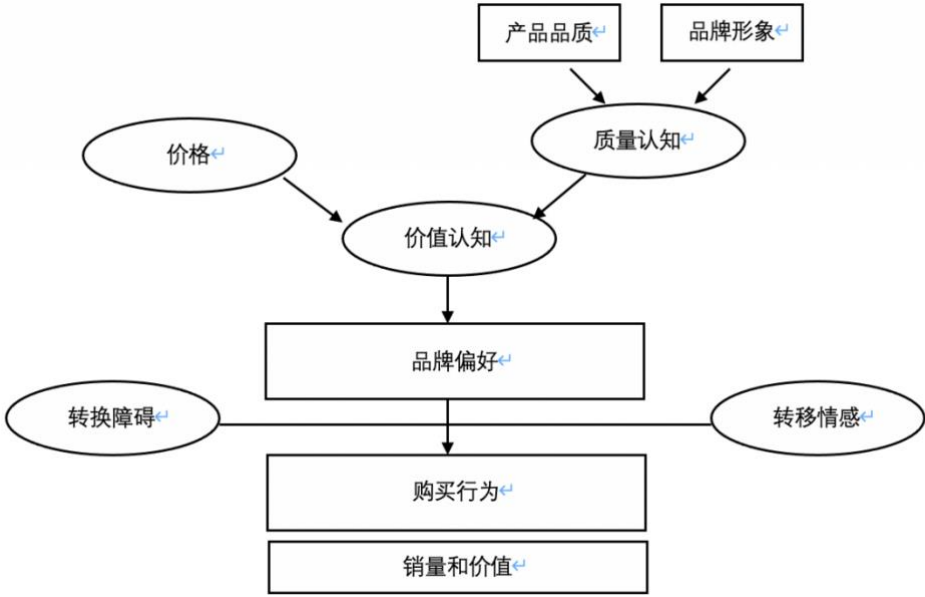 产品品质
品牌形象
价格
质量认知
价值认知
品牌偏好
转换障碍
转移情感
购买行为
销量和价值